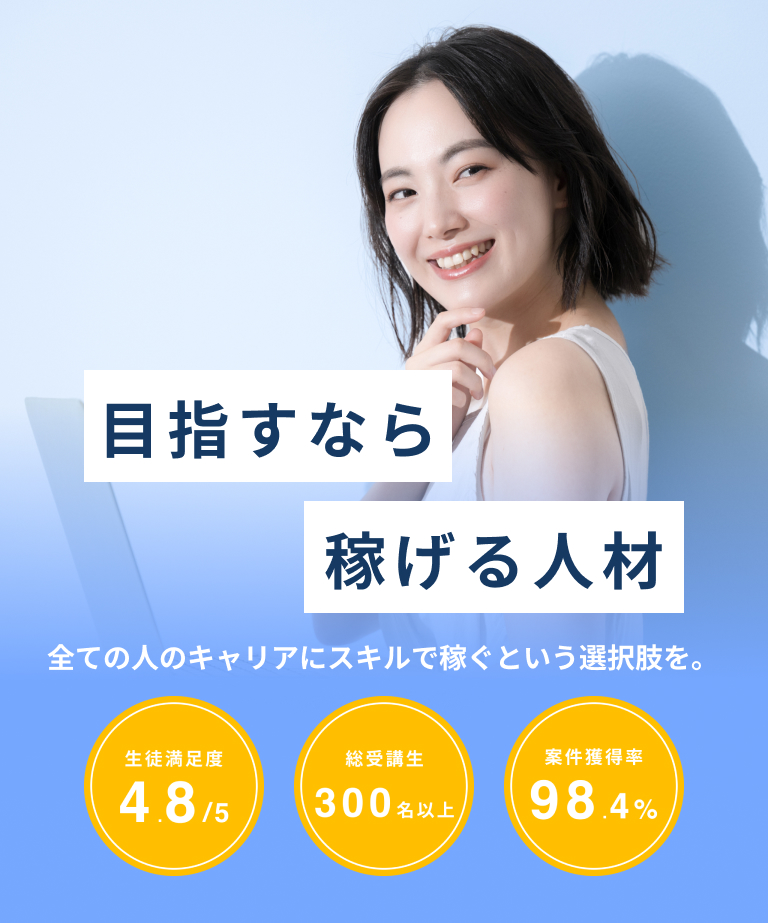 目指すなら
稼げる人材
全ての人のキャリアにスキルで稼ぐという選択肢を。
生徒満足度
4.8/5
総受講生
300名以上
案件獲得率
98.4%